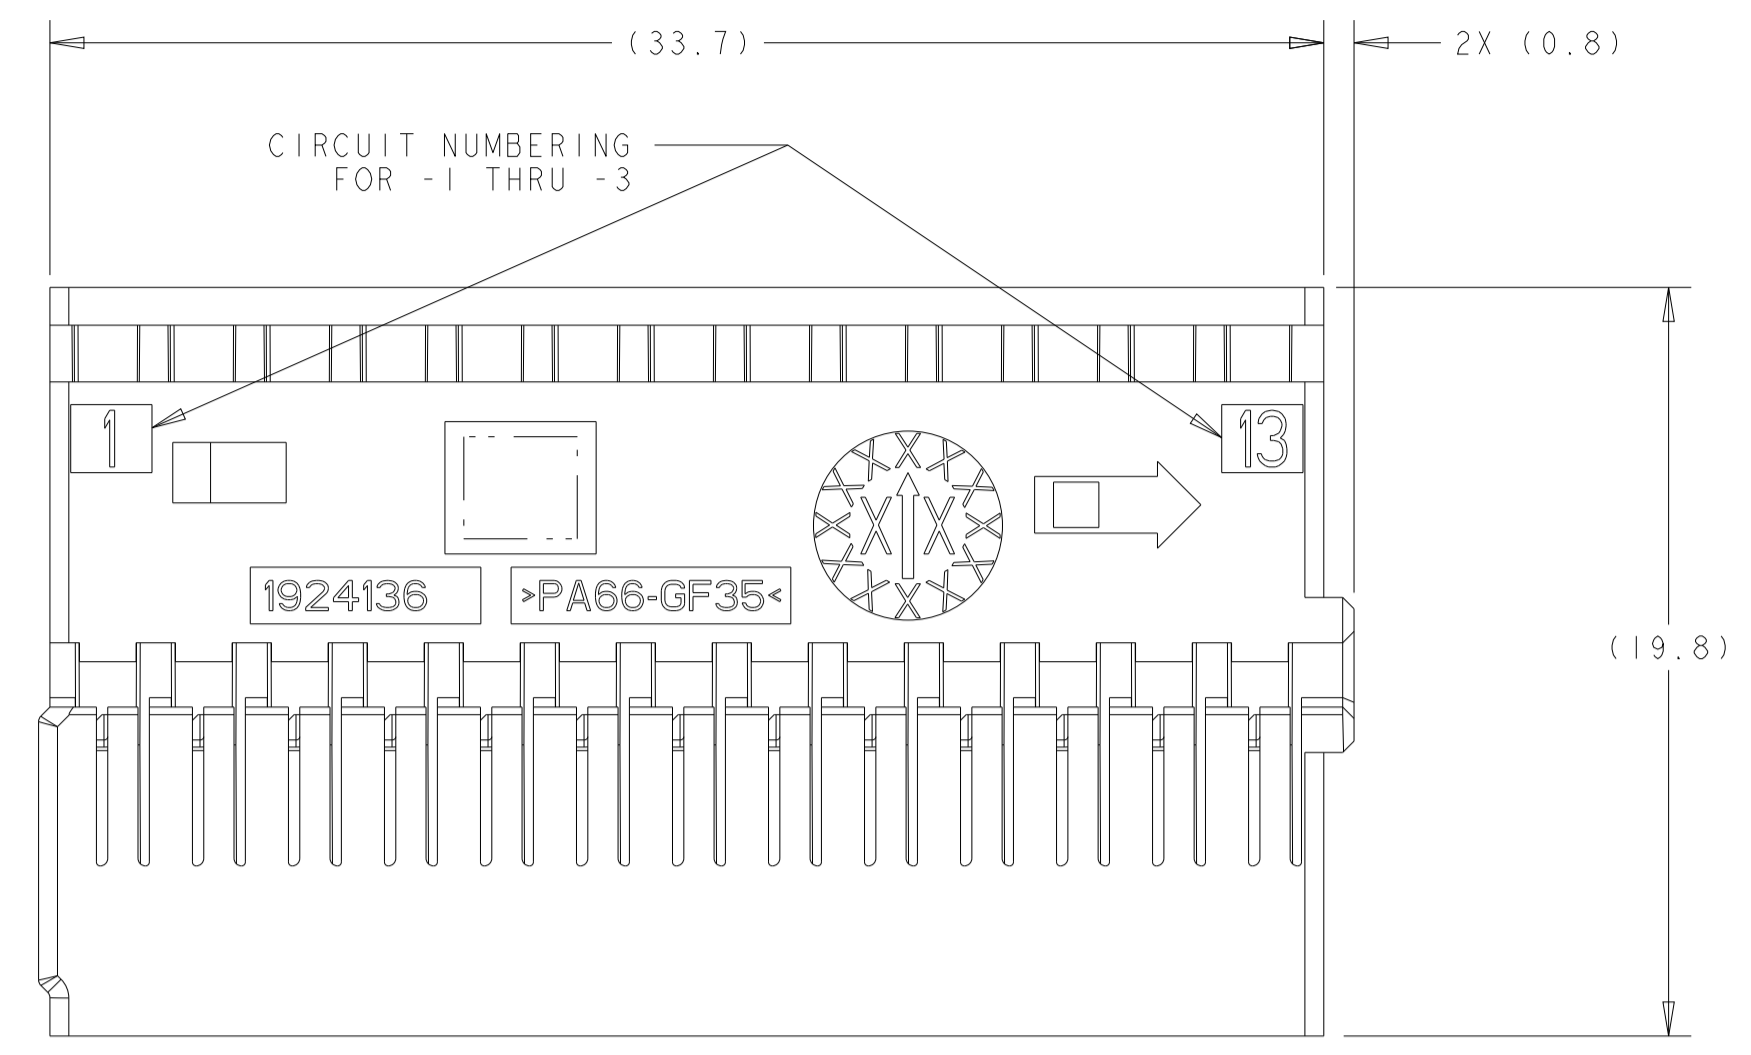 (33.7)
2X (0.8)
CIRCUIT NUMBERING
FOR -1 THRU -3
1
13
X X X X X X X X X X X X
X X
1924136
>PA66-GF35<
(19.8)